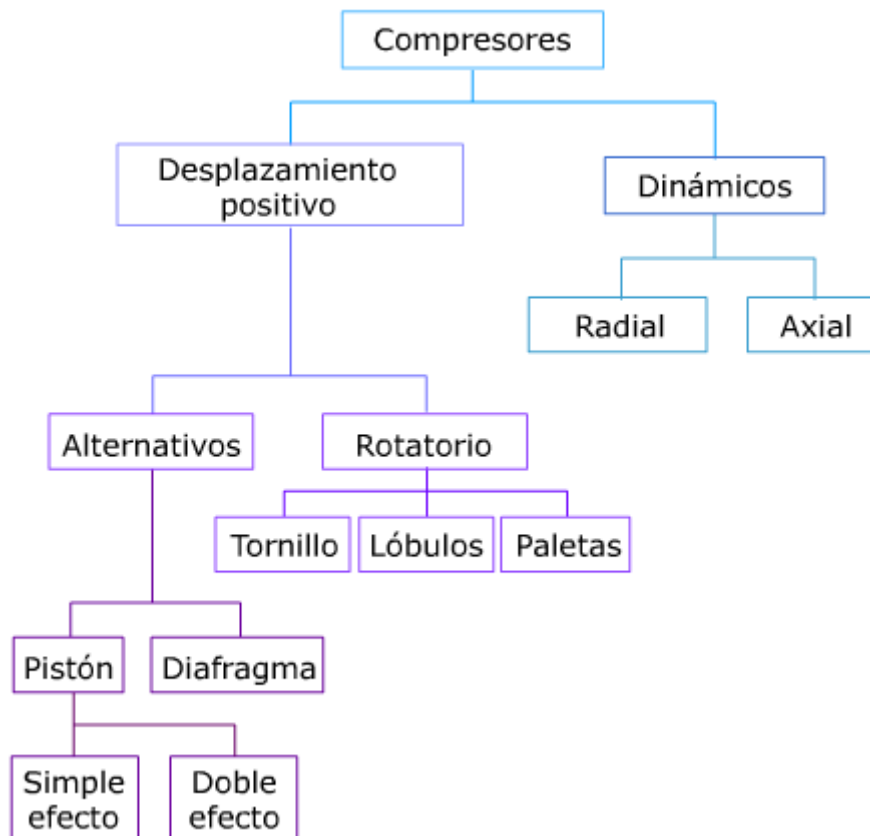 Compresores
Desplazamiento
positivo
Dinámicos
Radial
Axial
Alternativos
Rotatorio
Tornillo
Lóbulos
Paletas
Pistón
Diafragma
Simple
efecto
Doble
efecto